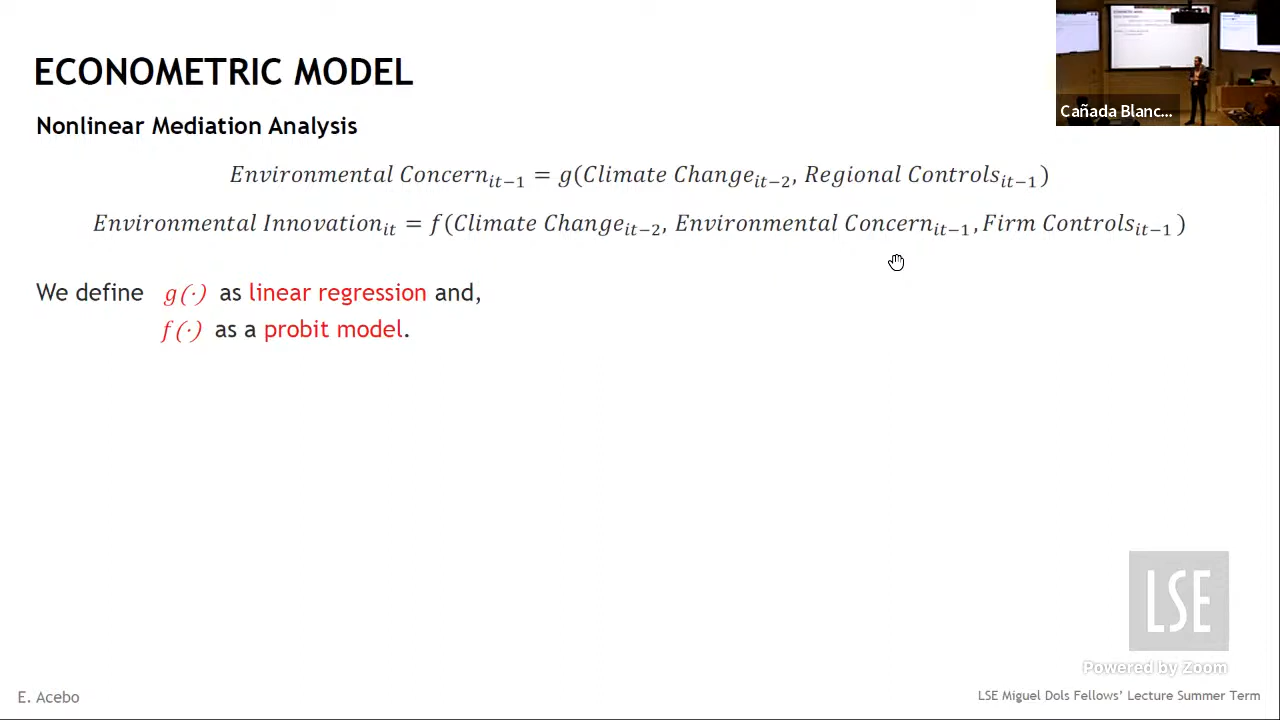 ECONOMETRIC MODEL
Cañada Blanc...
Nonlinear Mediation Analysis
Environmental Concern_{it−1} = g(Climate Change_{it−2}, Regional Controls_{it−1})
Environmental Innovation_{it} = f(Climate Change_{it−2}, Environmental Concern_{it−1}, Firm Controls_{it−1})
We define g(·) as linear regression and,
f(·) as a probit model.
LSE
Powered by Zoom
E. Acebo
LSE Miguel Dols Fellows’ Lecture Summer Term